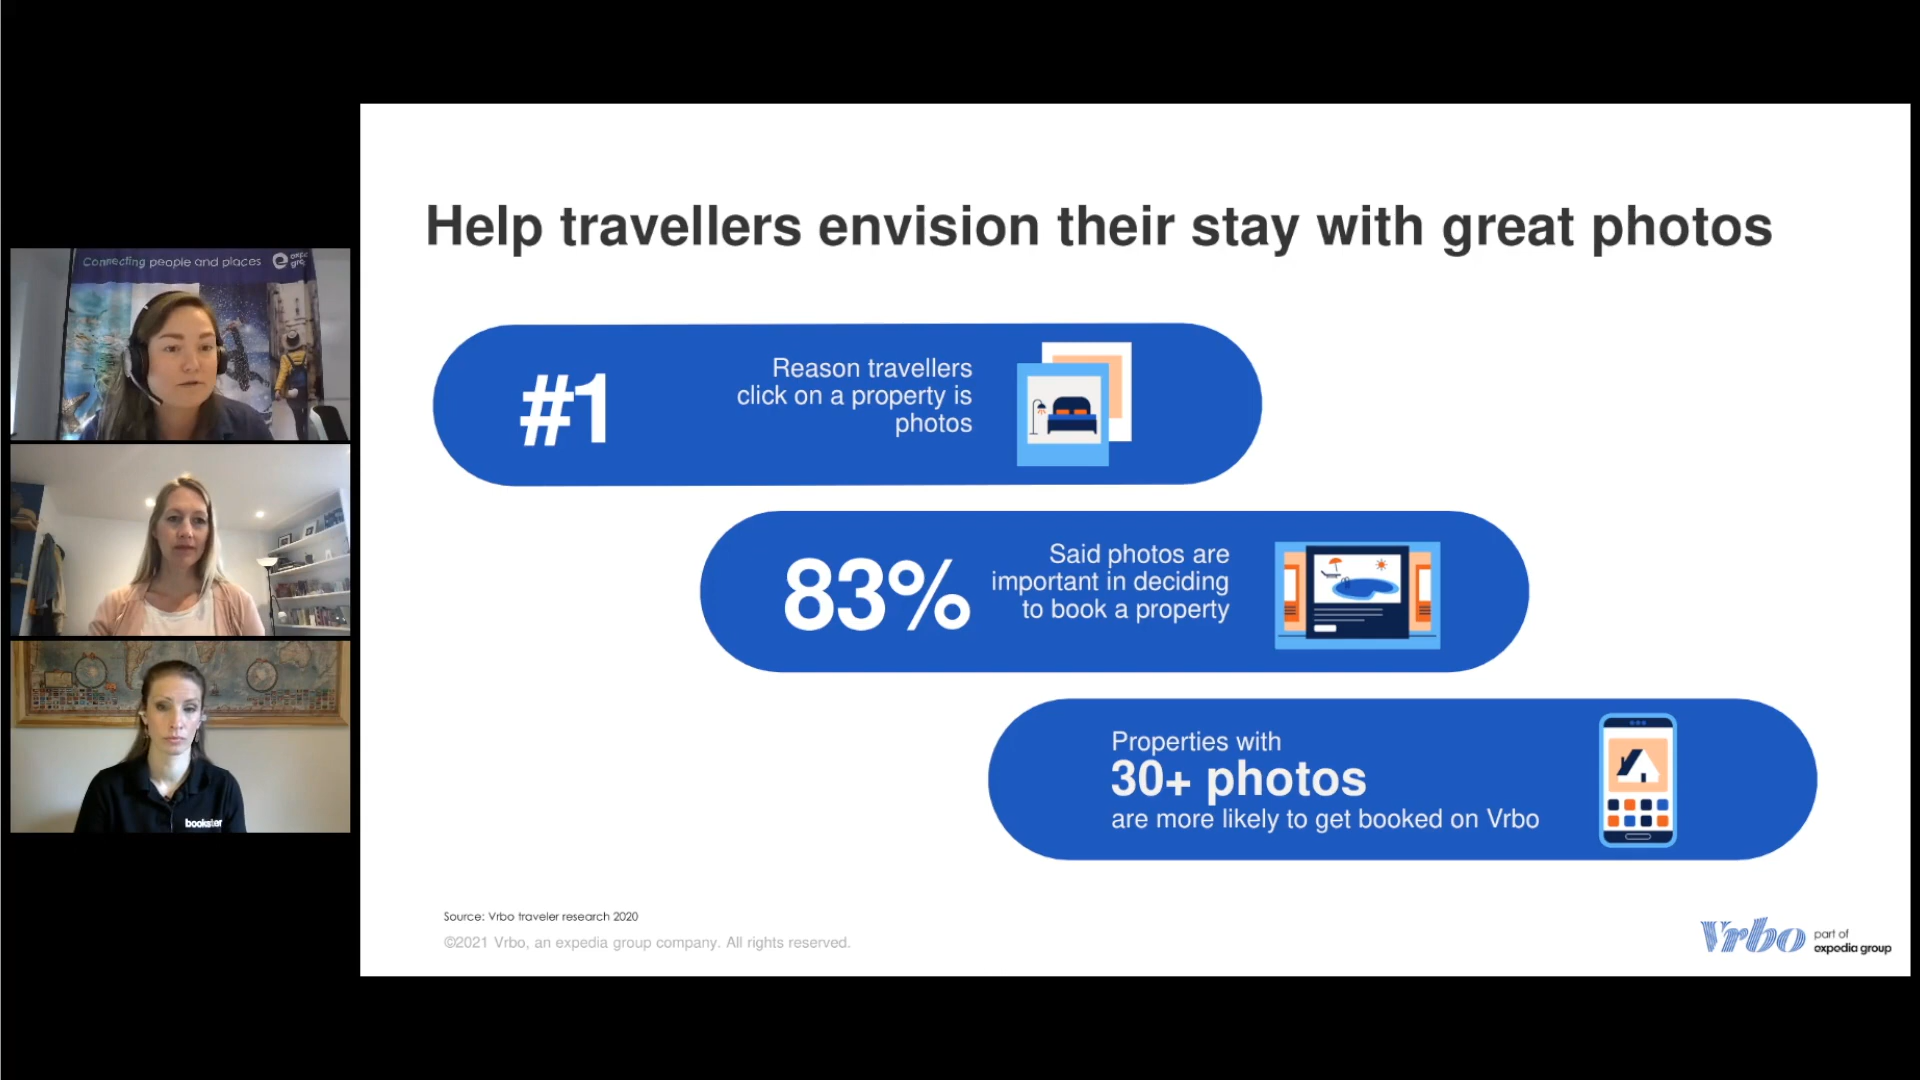 Help travellers envision their stay with great photos
Connecting people and places
#1
Reason travellers
click on a property is
photos
83%
Said photos are
important in deciding
to book a property
bookster
Properties with
30+ photos
are more likely to get booked on Vrbo
Source: Vrbo traveler research 2020
©2021 Vrbo, an expedia group company. All rights reserved.
Vrbo
part of
expedia group